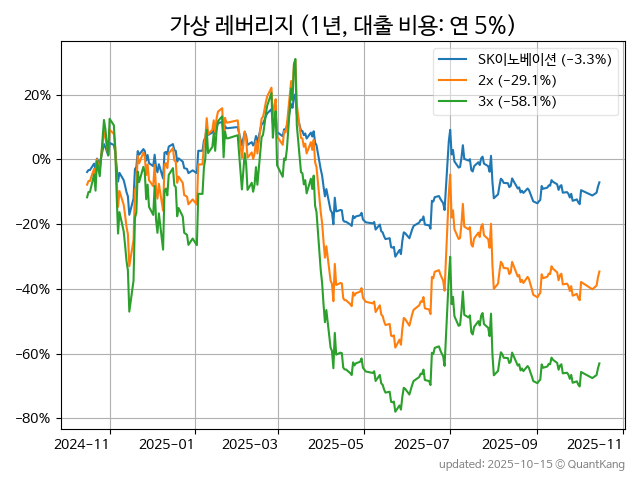 가상 레버리지 (1년, 대출 비용: 연 5%)
SK이노베이션 (−3.3%)
2x (−29.1%)
3x (−58.1%)
20%
0%
−20%
−40%
−60%
−80%
2024-11 2025-01 2025-03 2025-05 2025-07 2025-09 2025-11
updated: 2025-10-15 © QuantKang